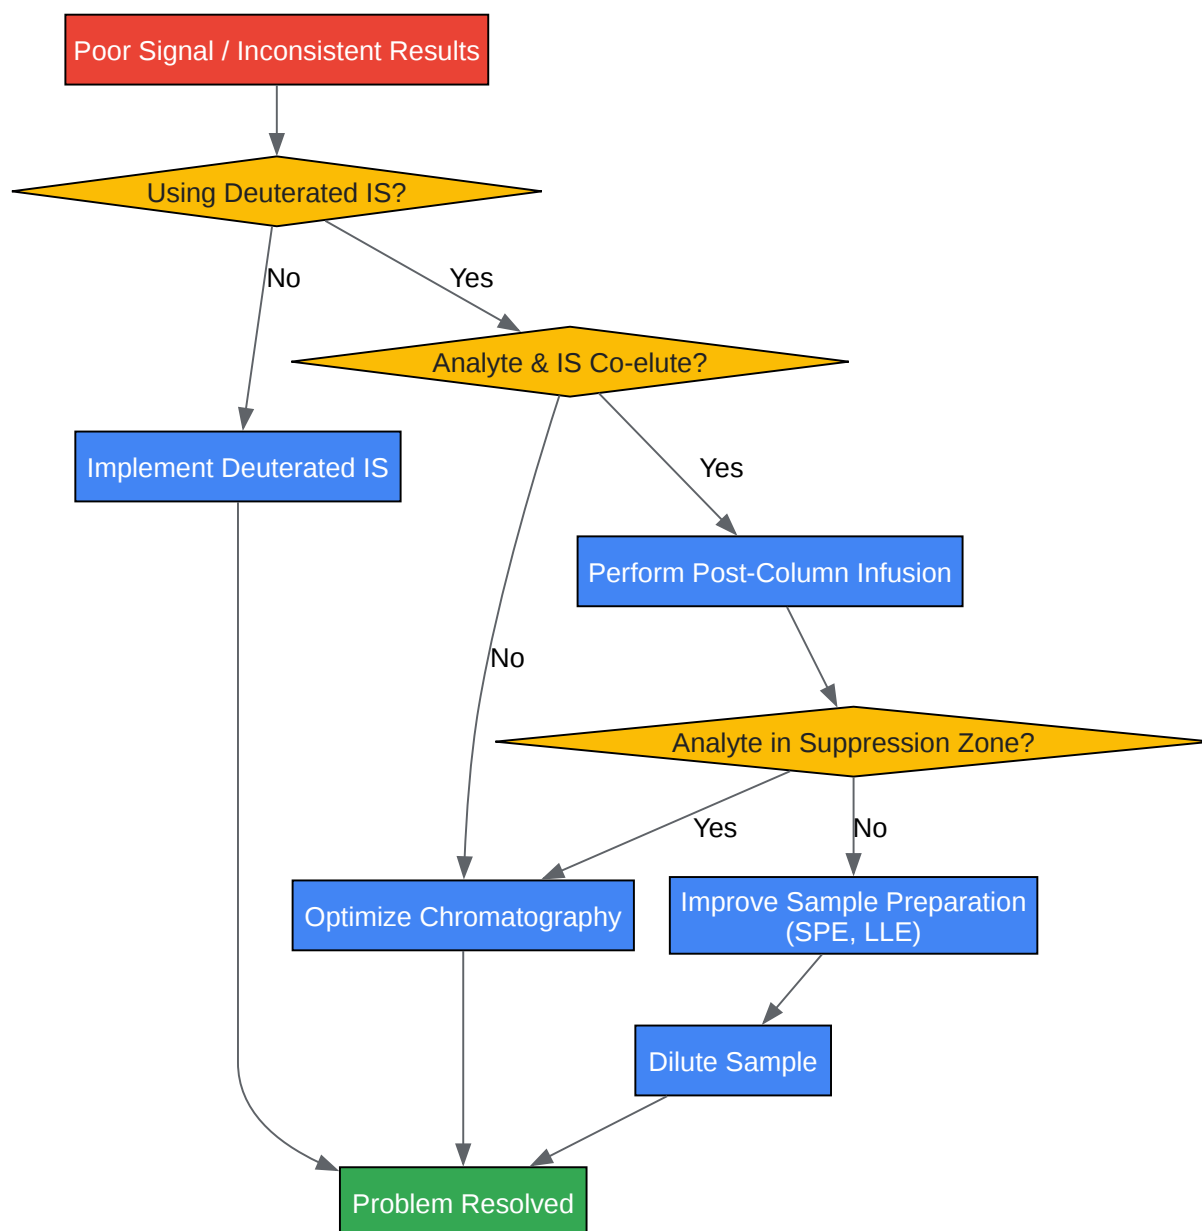 Poor Signal / Inconsistent Results
Using Deuterated IS?
No
Yes
Analyte & IS Co-elute?
Implement Deuterated IS
Yes
Perform Post-Column Infusion
No
Analyte in Suppression Zone?
Yes
No
Optimize Chromatography
Improve Sample Preparation
(SPE, LLE)
Dilute Sample
Problem Resolved